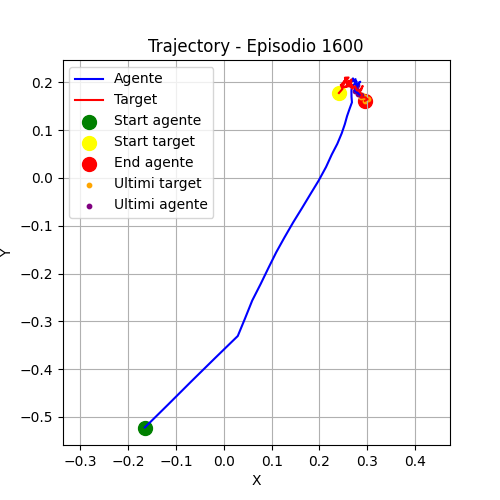 Trajectory - Episodio 1600
Agente
Target
Start agente
Start target
End agente
Ultimi target
Ultimi agente
0.2
0.1
0.0
−0.1
−0.2
−0.3
−0.4
−0.5
Y
−0.3 −0.2 −0.1 0.0 0.1 0.2 0.3 0.4
X